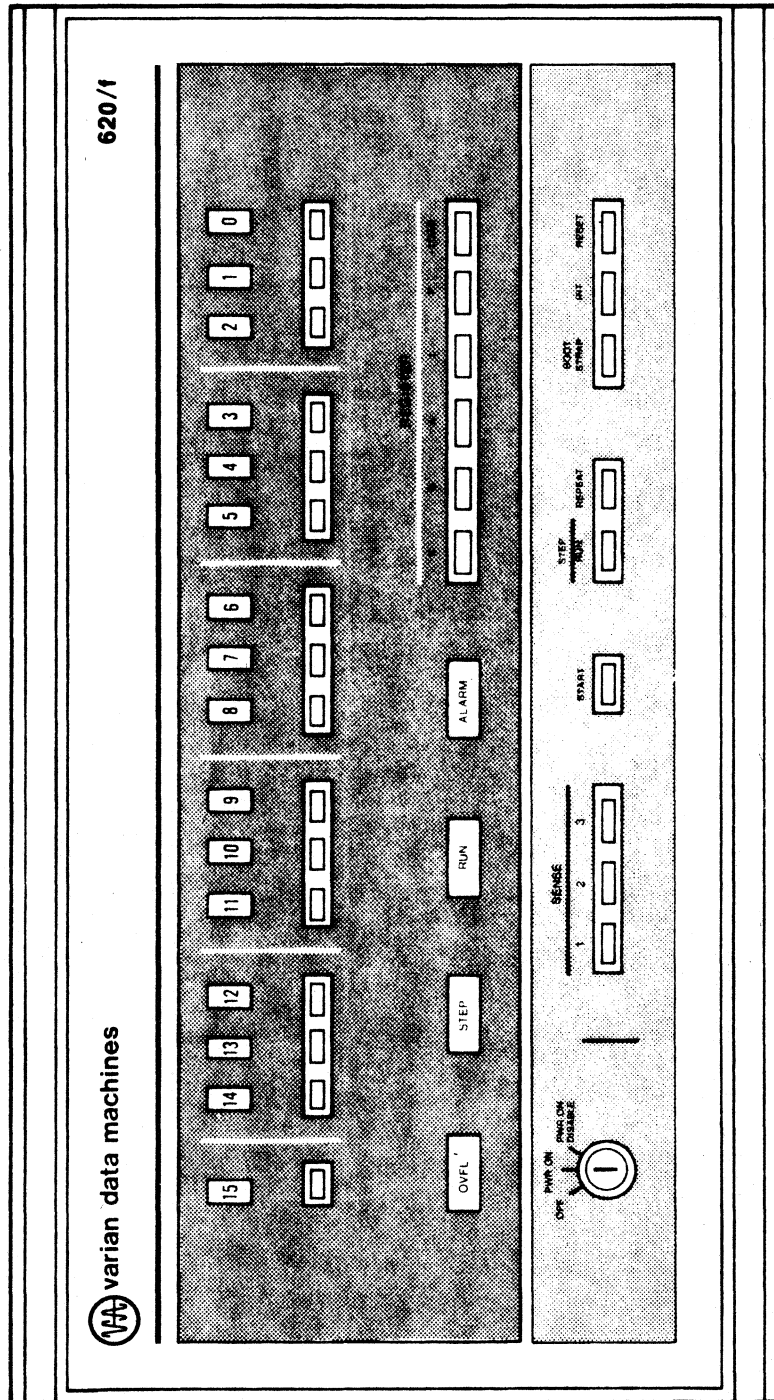 varian data machines 620/f
15 14 13 12 11 10 9 8 7 6 5 4 3 2 1 0
REGISTER
OVFL STEP RUN ALARM
OFF PWR ON PWR ON DISABLE
SENSE
1 2 3
START
STEP
RUN
REPEAT
BOOT
STRAP
INT
RESET